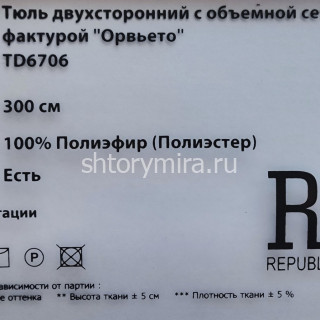 Тюль двухсторонний с объемной се
фактурой "Орвьето"
TD6706
300 см
100% Полиэфир (Полиэстер)
shtorymira.ru
Есть
тации
P
R
REPUBL
ависимости от партии :
е оттенка ** Высота ткани ± 5 см *** Плотность ткани ± 5 %